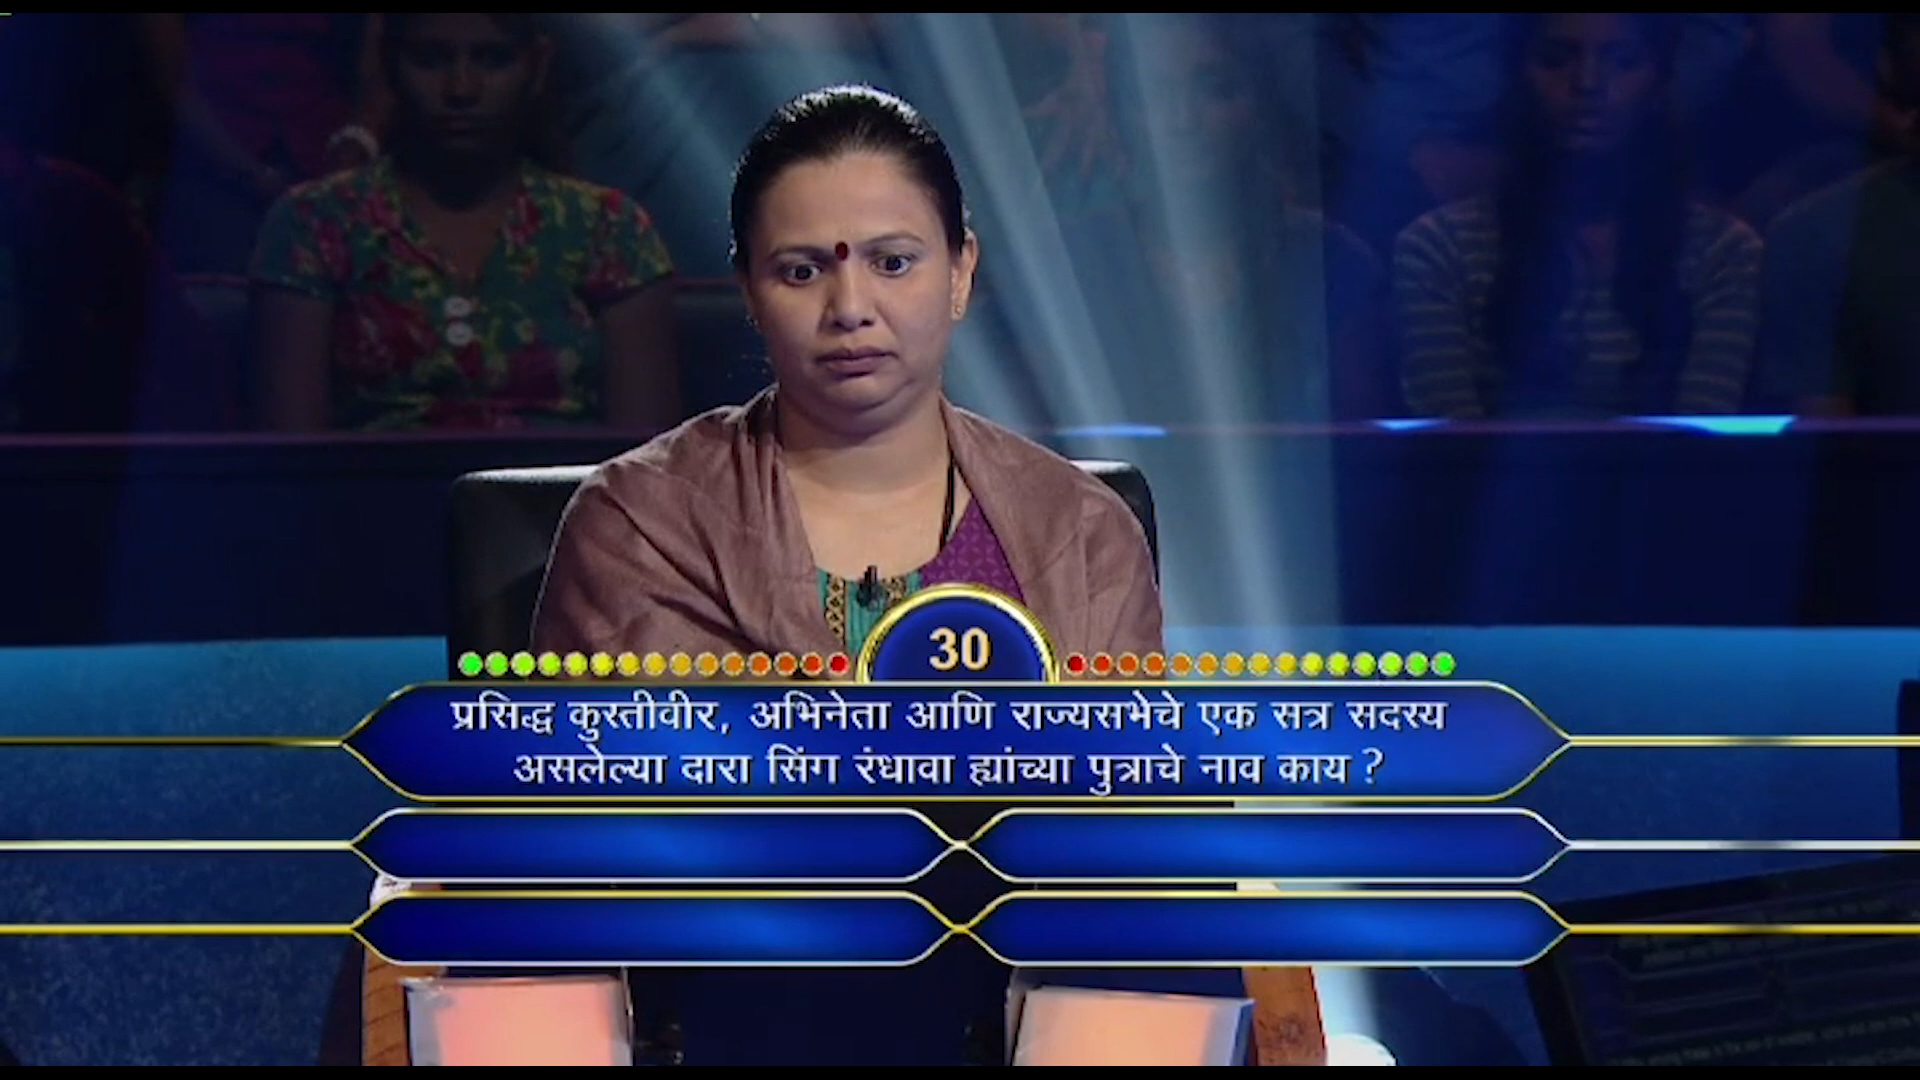 30
प्रसिद्ध कुस्तीवीर, अभिनेता आणि राज्यसभेचे एक सत्र सदस्य
असलेल्या दारा सिंग रंधावा ह्यांच्या पुत्राचे नाव काय ?